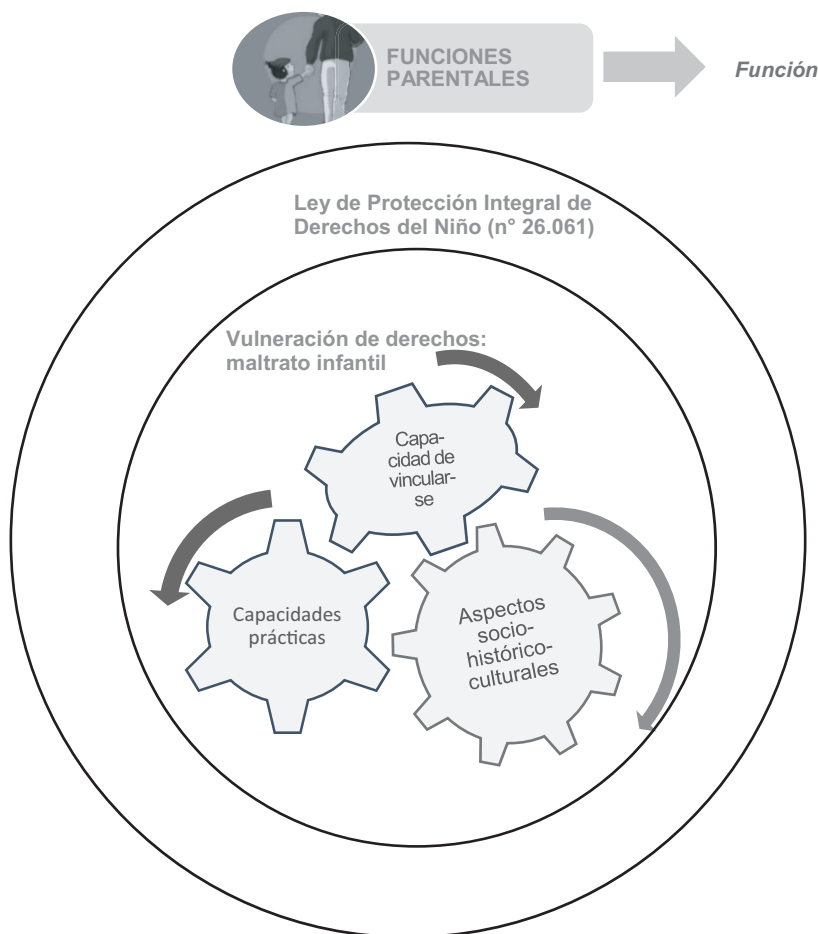 FUNCIONES
PARENTALES
Función
Ley de Protección Integral de
Derechos del Niño (n° 26.061)
Vulneración de derechos:
maltrato infantil
Capa-
cidad de
vincular-
se
Capacidades
prácticas
Aspectos
socio-
histórico-
culturales